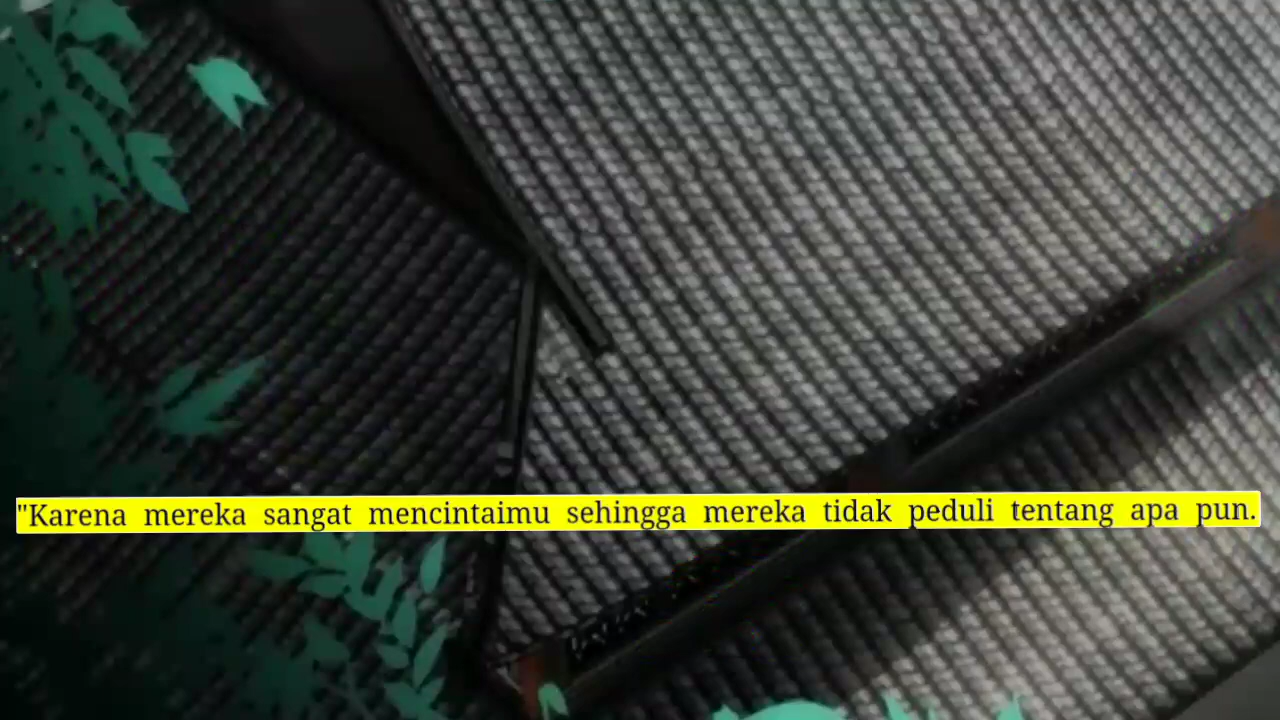 "Karena mereka sangat mencintaimu sehingga mereka tidak peduli tentang apa pun.